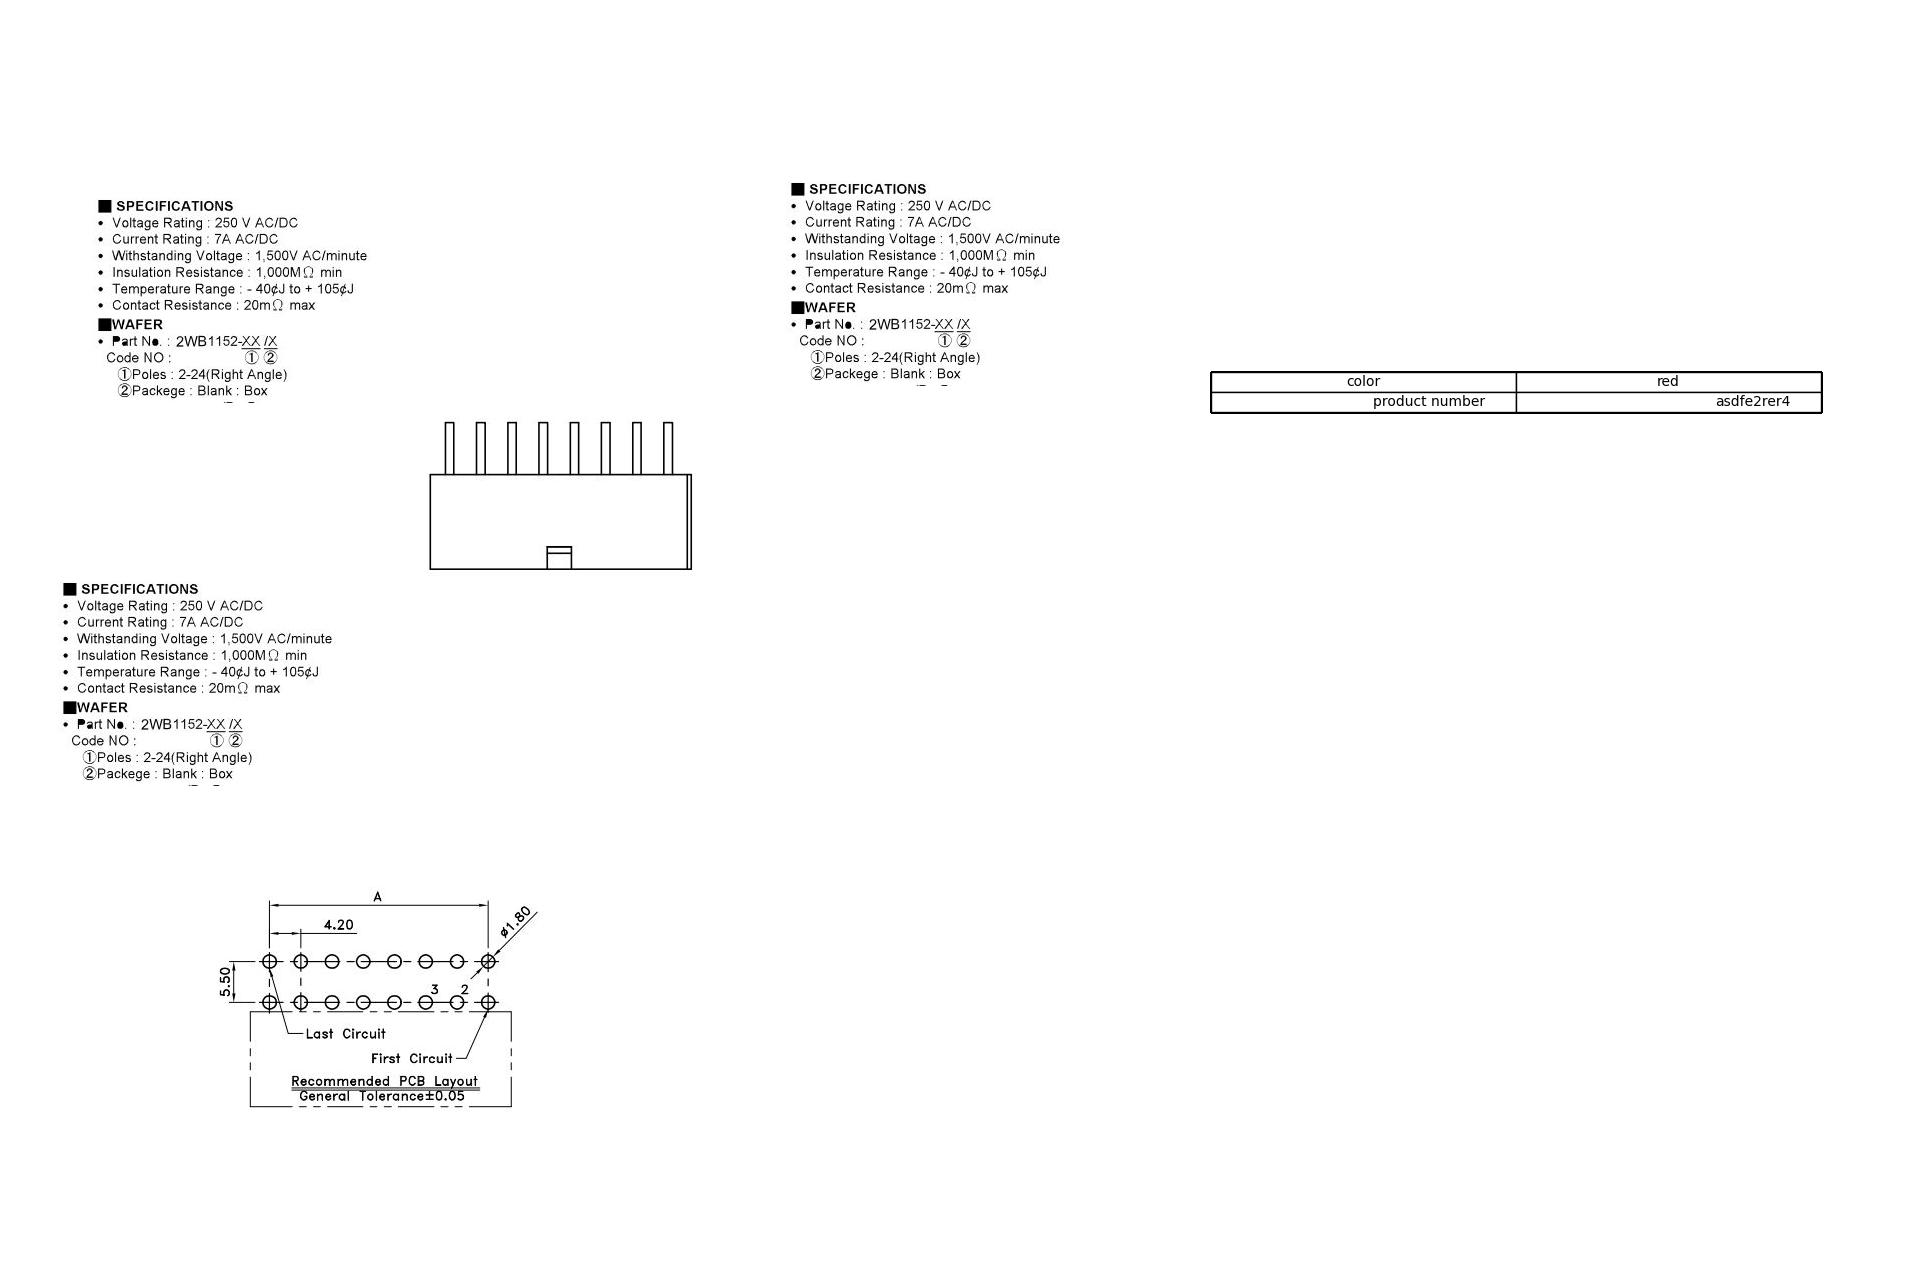 ■ SPECIFICATIONS
• Voltage Rating : 250 V AC/DC
• Current Rating : 7A AC/DC
• Withstanding Voltage : 1,500V AC/minute
• Insulation Resistance : 1,000MΩ min
• Temperature Range : - 40¢J to + 105¢J
• Contact Resistance : 20mΩ max
■WAFER
• Part No. : 2WB1152-XX /X
Code NO : ① ②
①Poles : 2-24(Right Angle)
②Packege : Blank : Box
■ SPECIFICATIONS
• Voltage Rating : 250 V AC/DC
• Current Rating : 7A AC/DC
• Withstanding Voltage : 1,500V AC/minute
• Insulation Resistance : 1,000MΩ min
• Temperature Range : - 40¢J to + 105¢J
• Contact Resistance : 20mΩ max
■WAFER
• Part No. : 2WB1152-XX /X
Code NO : ① ②
①Poles : 2-24(Right Angle)
②Packege : Blank : Box
color red
product number asdfe2rer4
■ SPECIFICATIONS
• Voltage Rating : 250 V AC/DC
• Current Rating : 7A AC/DC
• Withstanding Voltage : 1,500V AC/minute
• Insulation Resistance : 1,000MΩ min
• Temperature Range : - 40¢J to + 105¢J
• Contact Resistance : 20mΩ max
■WAFER
• Part No. : 2WB1152-XX /X
Code NO : ① ②
①Poles : 2-24(Right Angle)
②Packege : Blank : Box
A
4.20
ø1.80
5.50
3 2
Last Circuit
First Circuit
Recommended PCB Layout
General Tolerance±0.05